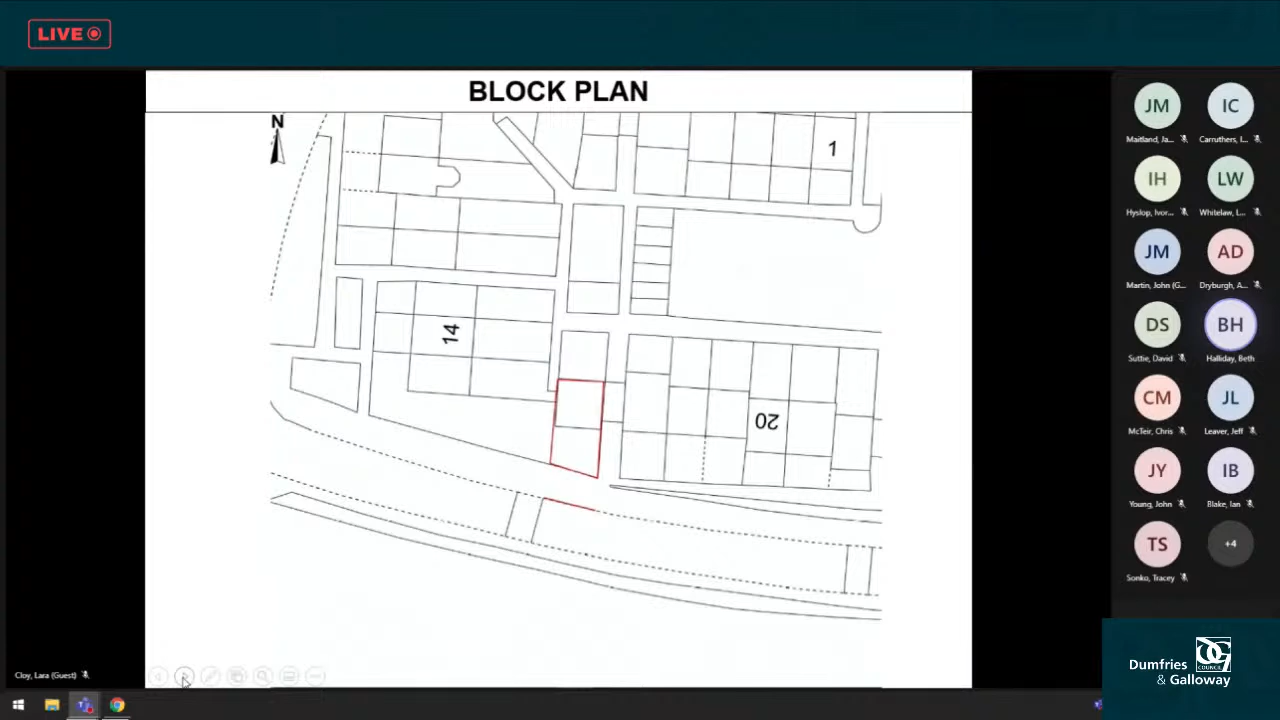 LIVE
BLOCK PLAN
N
1
14
20
JM
IC
Maitland, Ja...
Carruthers, I...
IH
LW
Hyslop, Ivor...
Whitelaw, L...
JM
AD
Martin, John (G...
Dryburgh, A...
DS
BH
Suttie, David
Halliday, Beth
CM
JL
McTeir, Chris
Leaver, Jeff
JY
IB
Young, John
Blake, Ian
TS
+4
Sonko, Tracey
Cloy, Lara (Guest)
Dumfries
COUNCIL
& Galloway